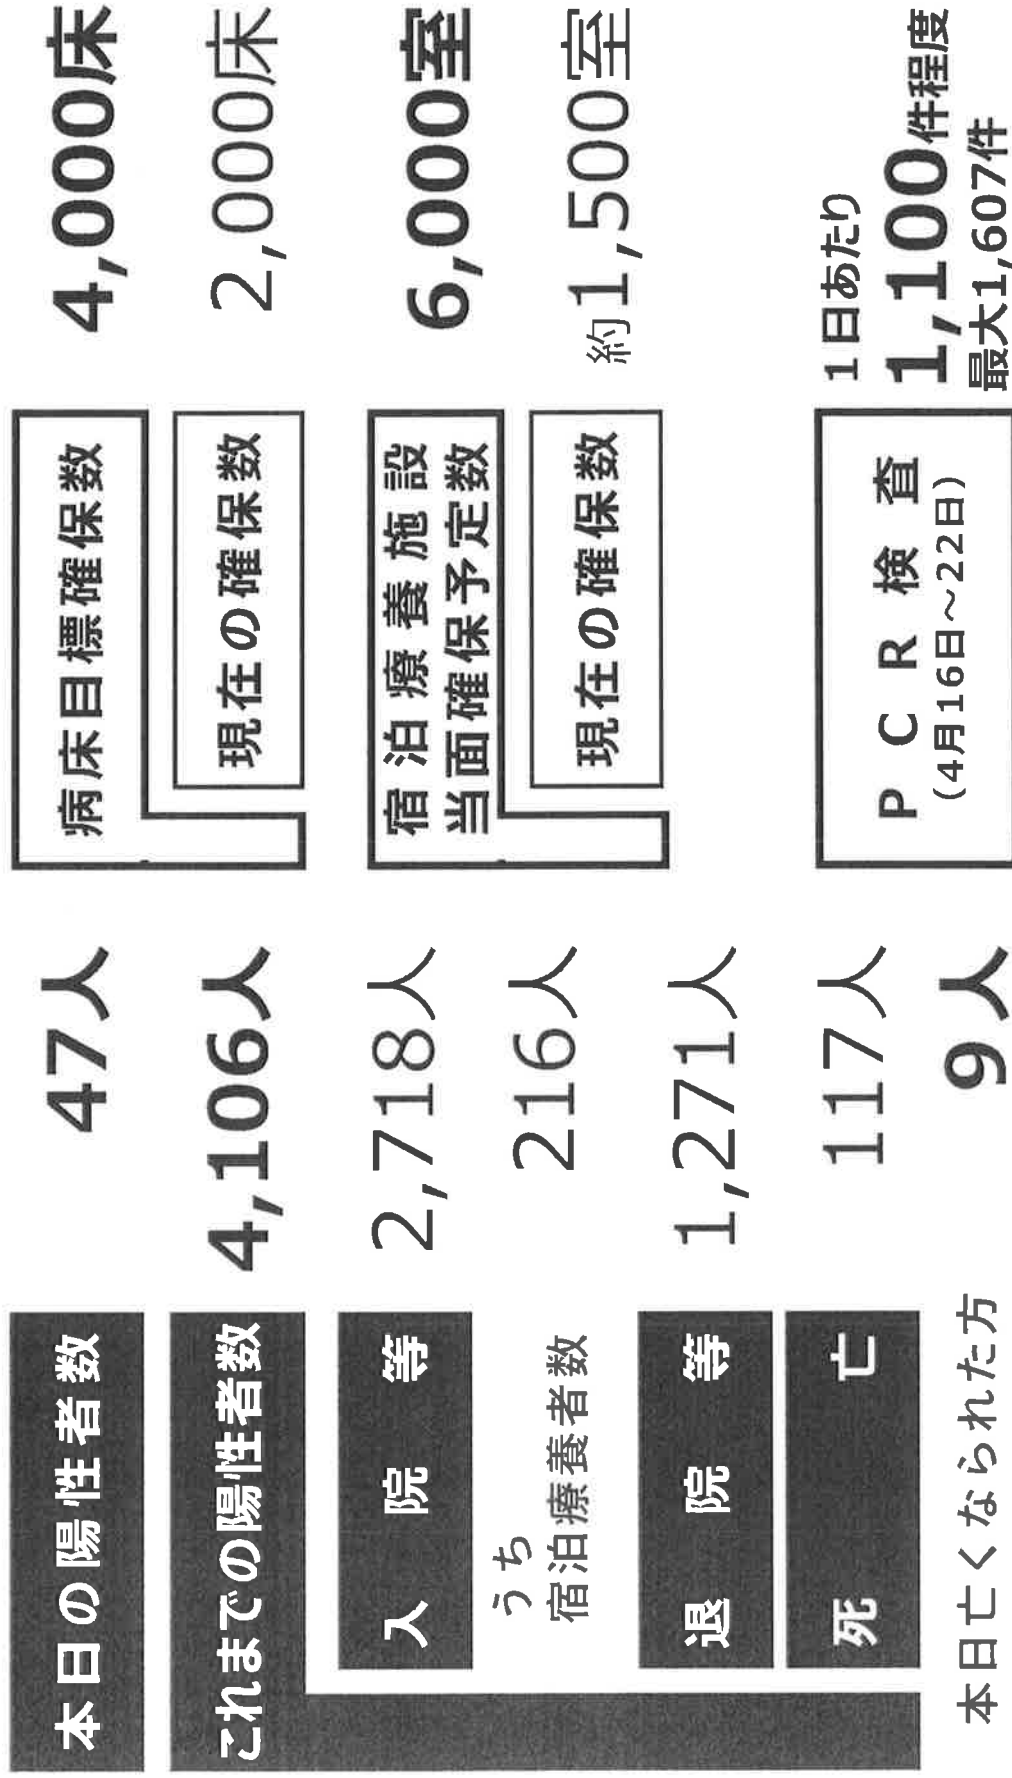 本日の陽性者数 47人
これまでの陽性者数 4,106人
入院等 2,718人
うち
宿泊療養者数 216人
退院等 1,271人
死亡 117人
本日亡くなられた方 9人
病床目標確保数 4,000床
現在の確保数 2,000床
宿泊療養施設
当面確保予定数 6,000室
現在の確保数 約1,500室
PCR検査
(4月16日~22日)
1日あたり
1,100件程度
最大1,607件